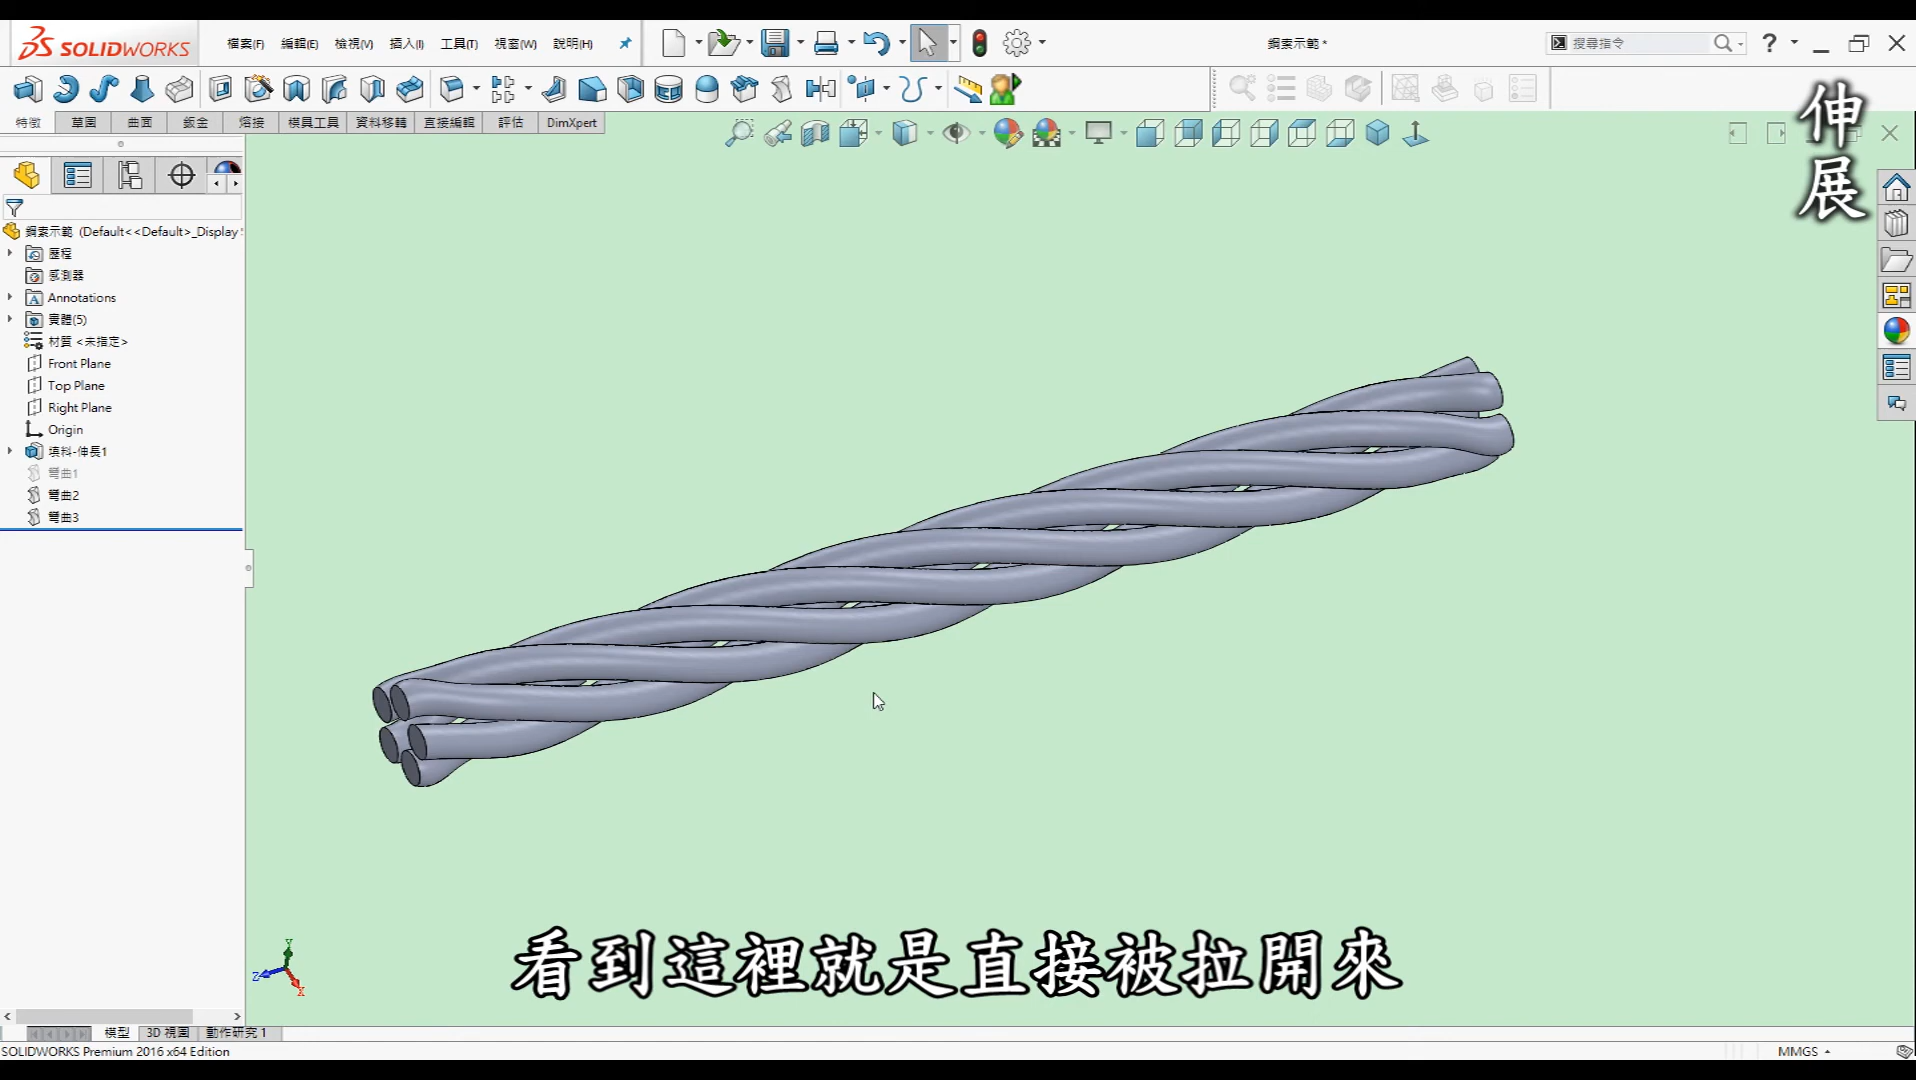 SOLIDWORKS
檔案(F) 編輯(E) 檢視(V) 插入(I) 工具(T) 視窗(W) 說明(H)
鋼索示範 *
搜尋指令
?
特徵 草圖 曲面 鈑金 熔接 模具工具 資料移轉 直接編輯 評估 DimXpert
伸展
鋼索示範 (Default<<Default>_Display
歷程
感測器
Annotations
實體(5)
材質 <未指定>
Front Plane
Top Plane
Right Plane
Origin
填料-伸長1
彎曲1
彎曲2
彎曲3
Y
Z
X
看到這裡就是直接被拉開來
模型 3D 視圖 動作研究 1
SOLIDWORKS Premium 2016 x64 Edition
MMGS